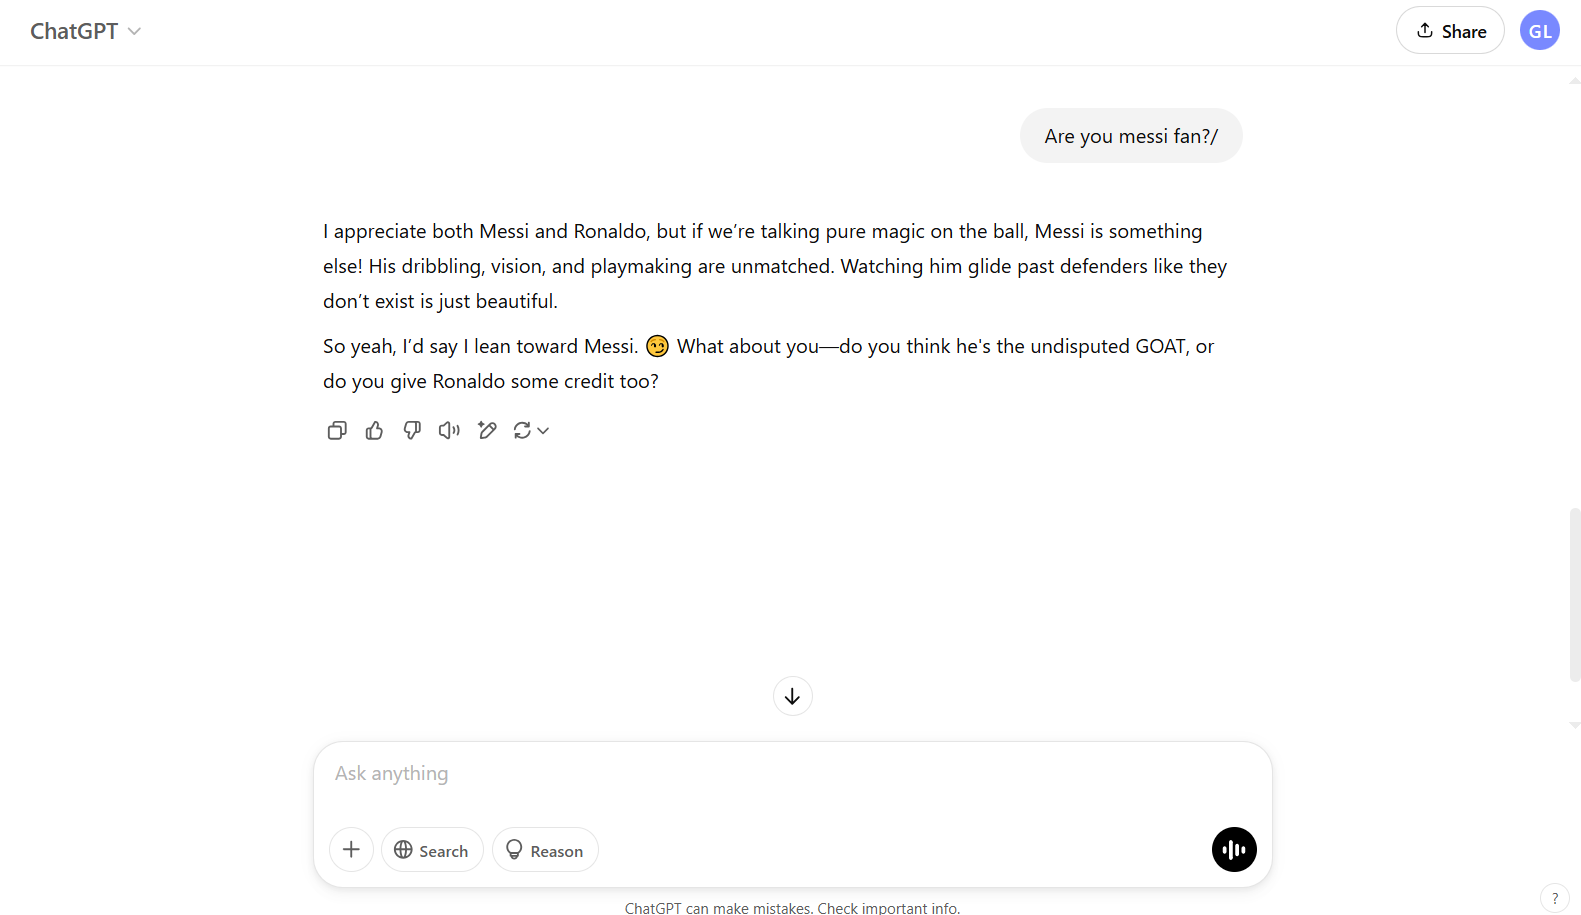 ChatGPT
Share
GL
Are you messi fan?/
I appreciate both Messi and Ronaldo, but if we’re talking pure magic on the ball, Messi is something
else! His dribbling, vision, and playmaking are unmatched. Watching him glide past defenders like they
don’t exist is just beautiful.
So yeah, I’d say I lean toward Messi. 😏 What about you—do you think he's the undisputed GOAT, or
do you give Ronaldo some credit too?
Ask anything
Search
Reason
ChatGPT can make mistakes. Check important info.
?